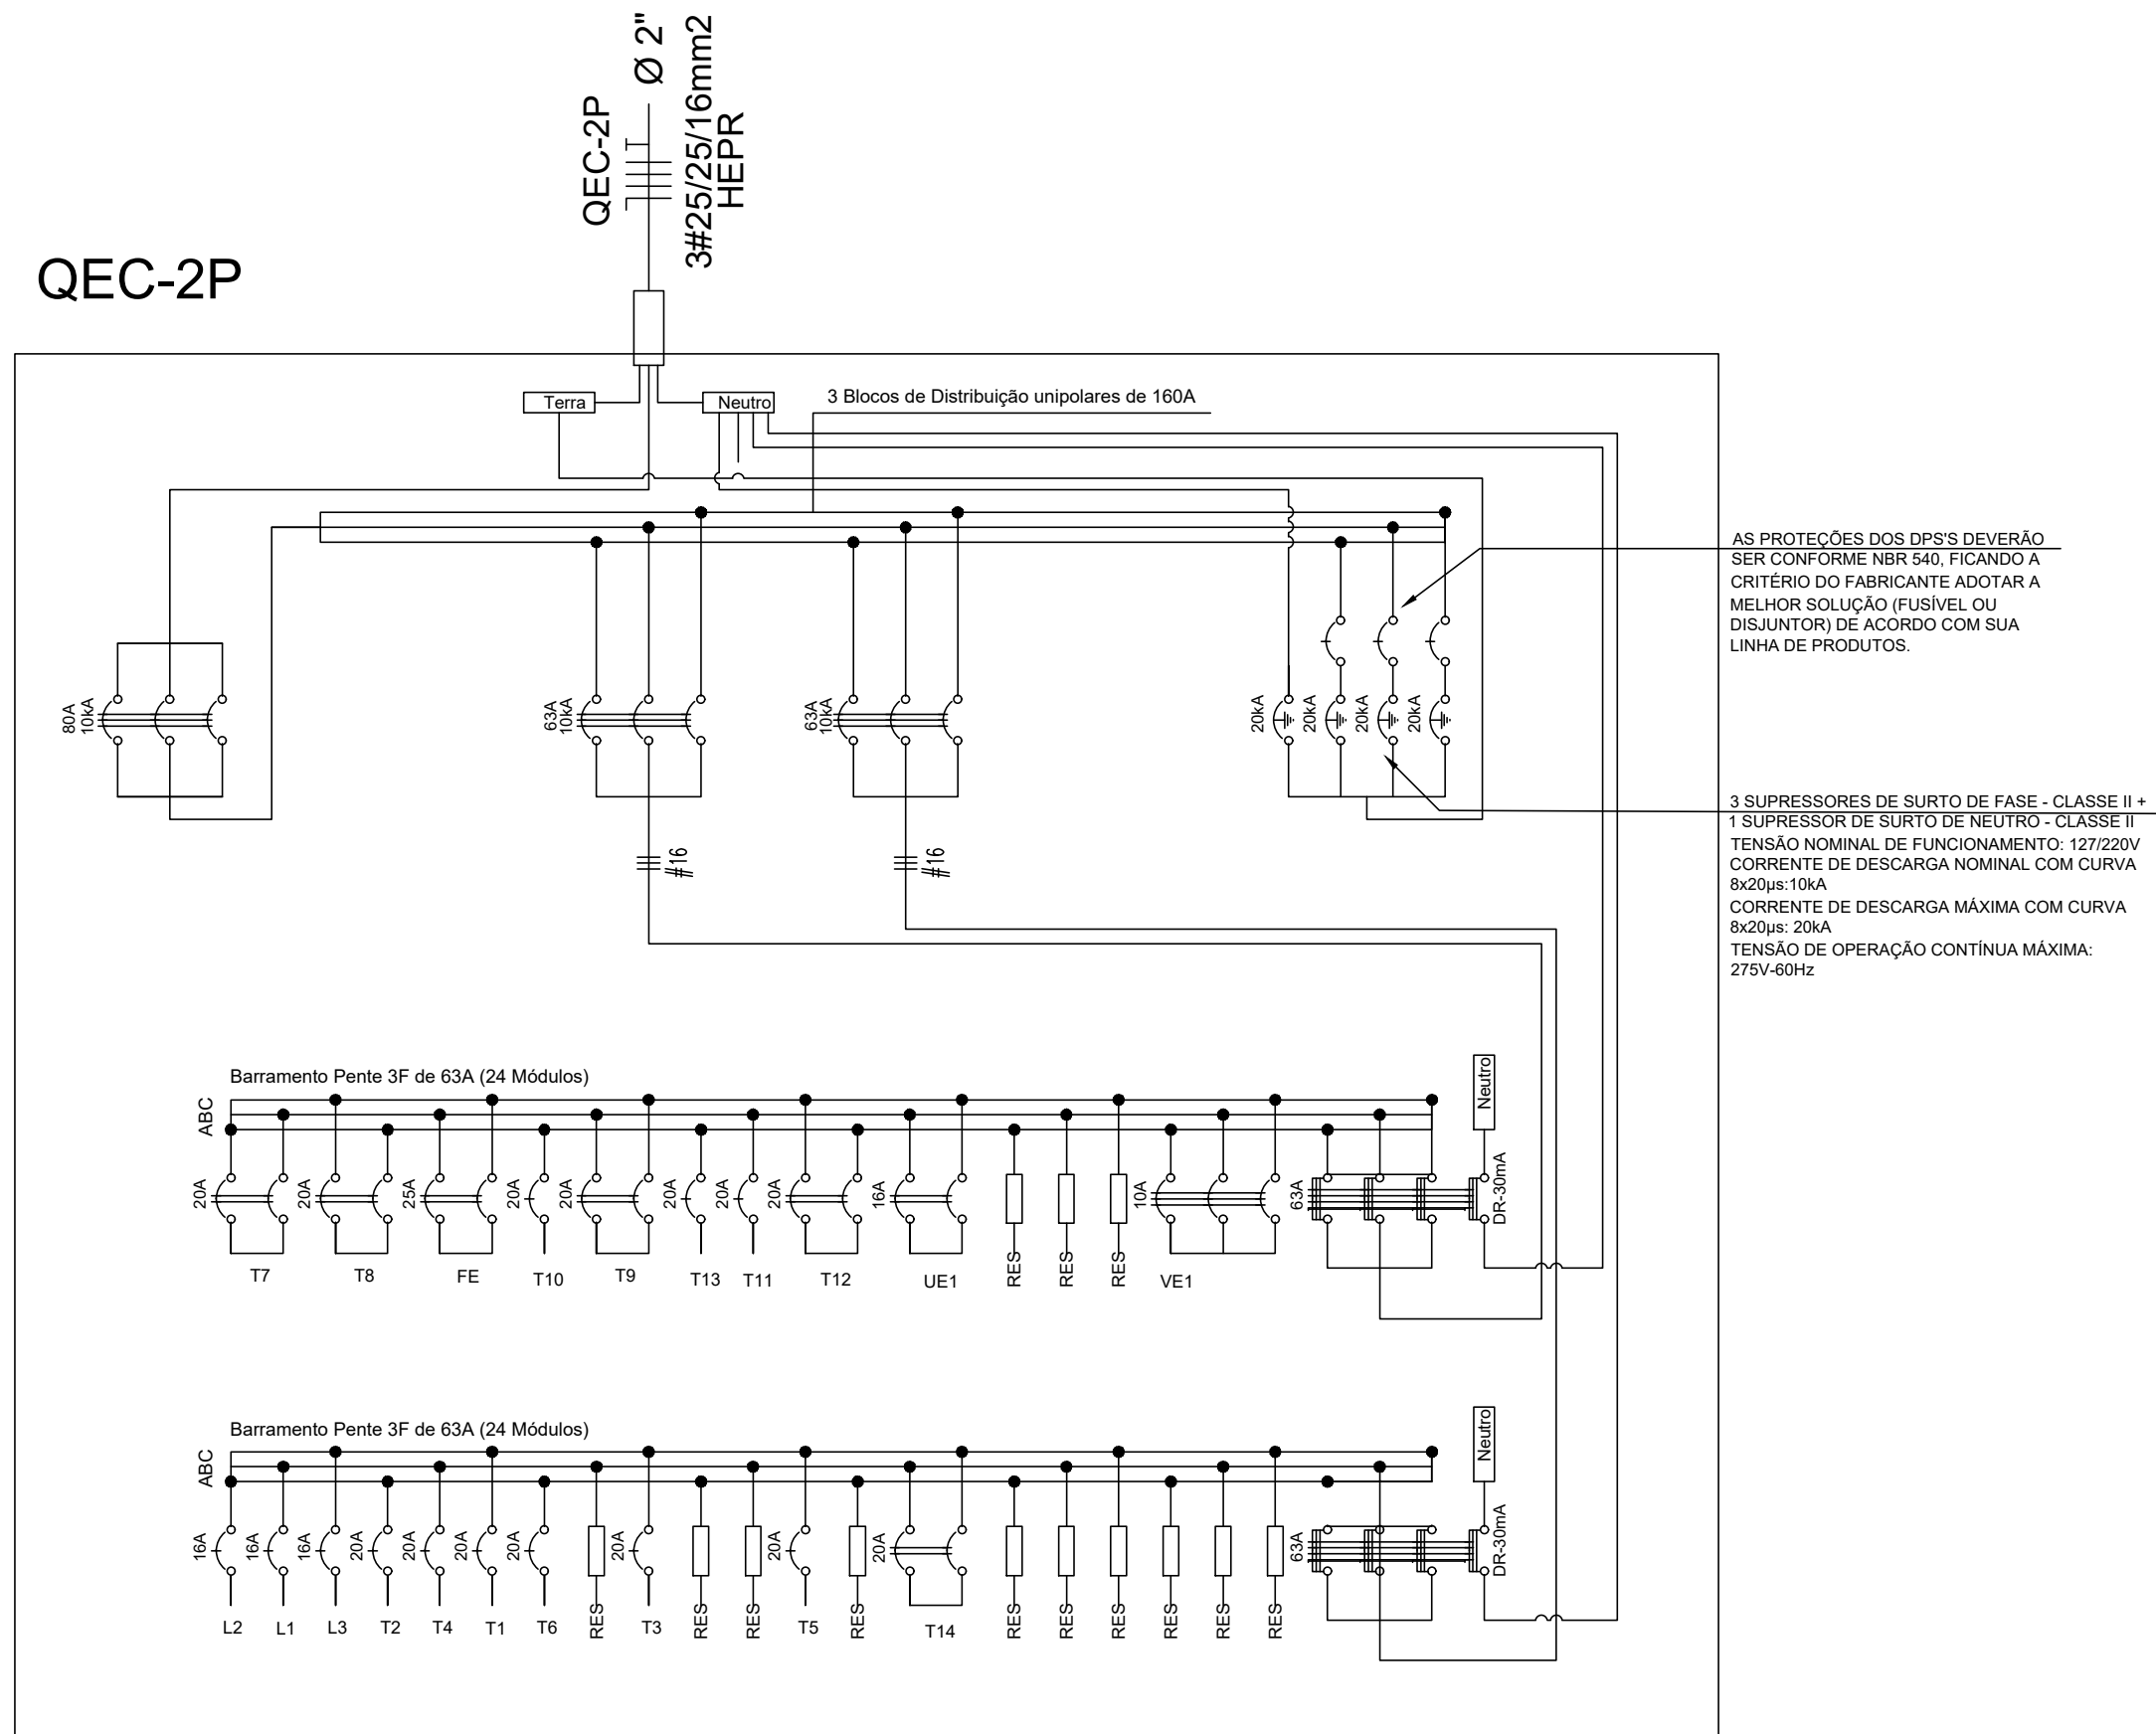 QEC-2P
Ø 2"
3#25/25/16mm2
HEPR
QEC-2P
Terra
Neutro
3 Blocos de Distribuição unipolares de 160A
AS PROTEÇÕES DOS DPS'S DEVERÃO
SER CONFORME NBR 540, FICANDO A
CRITÉRIO DO FABRICANTE ADOTAR A
MELHOR SOLUÇÃO (FUSÍVEL OU
DISJUNTOR) DE ACORDO COM SUA
LINHA DE PRODUTOS.
80A
10kA
63A
10kA
63A
10kA
20kA
20kA
20kA
20kA
3 SUPRESSORES DE SURTO DE FASE - CLASSE II +
1 SUPRESSOR DE SURTO DE NEUTRO - CLASSE II
TENSÃO NOMINAL DE FUNCIONAMENTO: 127/220V
CORRENTE DE DESCARGA NOMINAL COM CURVA
8x20µs:10kA
CORRENTE DE DESCARGA MÁXIMA COM CURVA
8x20µs: 20kA
TENSÃO DE OPERAÇÃO CONTÍNUA MÁXIMA:
275V-60Hz
#16
#16
Barramento Pente 3F de 63A (24 Módulos)
ABC
Neutro
20A
20A
25A
20A
20A
20A
20A
20A
16A
10A
63A
DR-30mA
T7
T8
FE
T10
T9
T13
T11
T12
UE1
RES
RES
RES
VE1
Barramento Pente 3F de 63A (24 Módulos)
ABC
Neutro
16A
16A
16A
20A
20A
20A
20A
20A
20A
20A
63A
DR-30mA
L2
L1
L3
T2
T4
T1
T6
RES
T3
RES
RES
T5
RES
T14
RES
RES
RES
RES
RES
RES